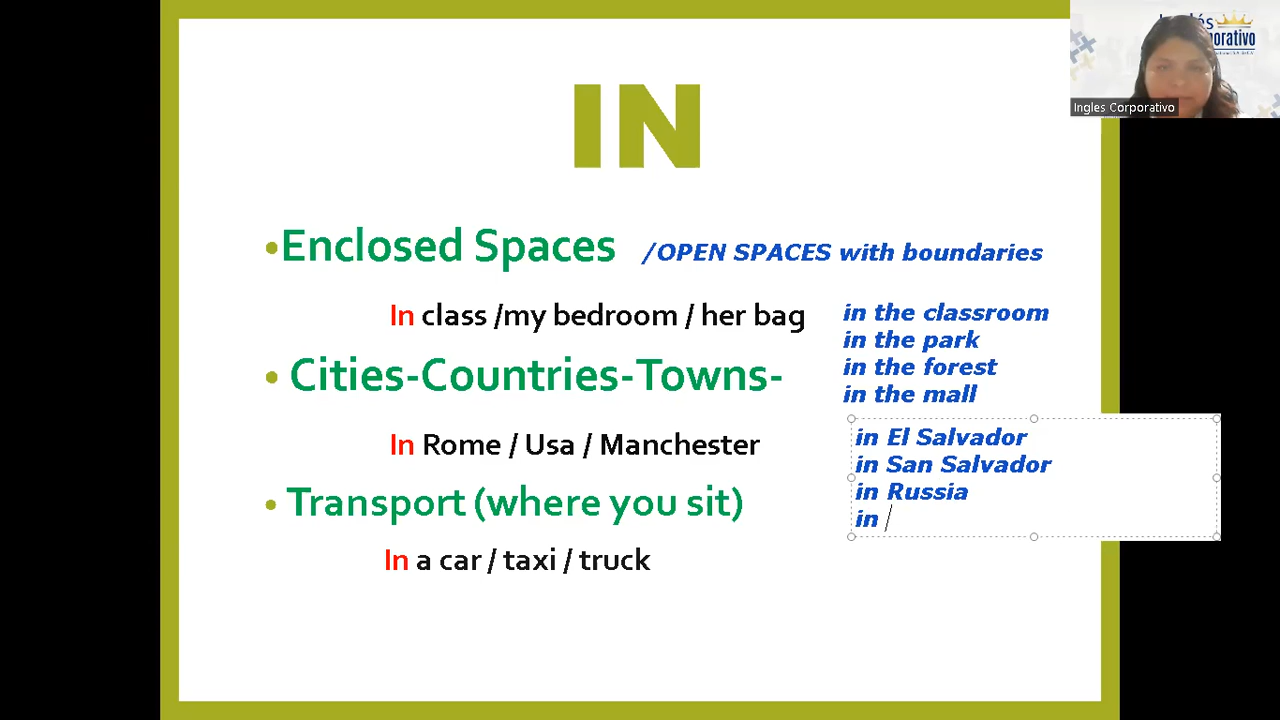 IN
•Enclosed Spaces /OPEN SPACES with boundaries
In class /my bedroom / her bag
in the classroom
in the park
in the forest
in the mall
• Cities-Countries-Towns-
In Rome / Usa / Manchester
in El Salvador
in San Salvador
in Russia
in
• Transport (where you sit)
In a car / taxi / truck
Ingles Corporativo